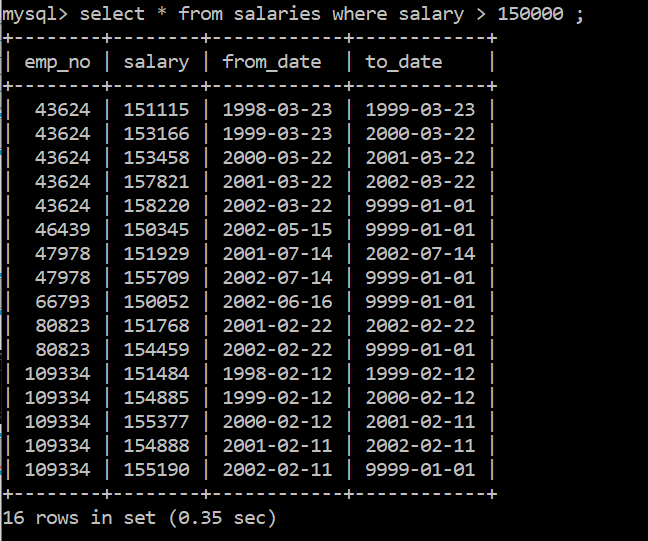 mysql> select * from salaries where salary > 150000 ;
+--------+--------+------------+------------+
| emp_no | salary | from_date  | to_date    |
+--------+--------+------------+------------+
|  43624 | 151115 | 1998-03-23 | 1999-03-23 |
|  43624 | 153166 | 1999-03-23 | 2000-03-22 |
|  43624 | 153458 | 2000-03-22 | 2001-03-22 |
|  43624 | 157821 | 2001-03-22 | 2002-03-22 |
|  43624 | 158220 | 2002-03-22 | 9999-01-01 |
|  46439 | 150345 | 2002-05-15 | 9999-01-01 |
|  47978 | 151929 | 2001-07-14 | 2002-07-14 |
|  47978 | 155709 | 2002-07-14 | 9999-01-01 |
|  66793 | 150052 | 2002-06-16 | 9999-01-01 |
|  80823 | 151768 | 2001-02-22 | 2002-02-22 |
|  80823 | 154459 | 2002-02-22 | 9999-01-01 |
| 109334 | 151484 | 1998-02-12 | 1999-02-12 |
| 109334 | 154885 | 1999-02-12 | 2000-02-12 |
| 109334 | 155377 | 2000-02-12 | 2001-02-11 |
| 109334 | 154888 | 2001-02-11 | 2002-02-11 |
| 109334 | 155190 | 2002-02-11 | 9999-01-01 |
+--------+--------+------------+------------+
16 rows in set (0.35 sec)